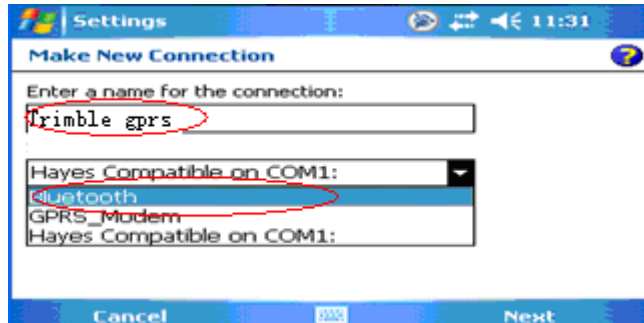 Settings 11:31
Make New Connection
Enter a name for the connection:
Trimble gprs
Hayes Compatible on COM1:
Bluetooth
GPRS_Modem
Hayes Compatible on COM1:
Cancel Next